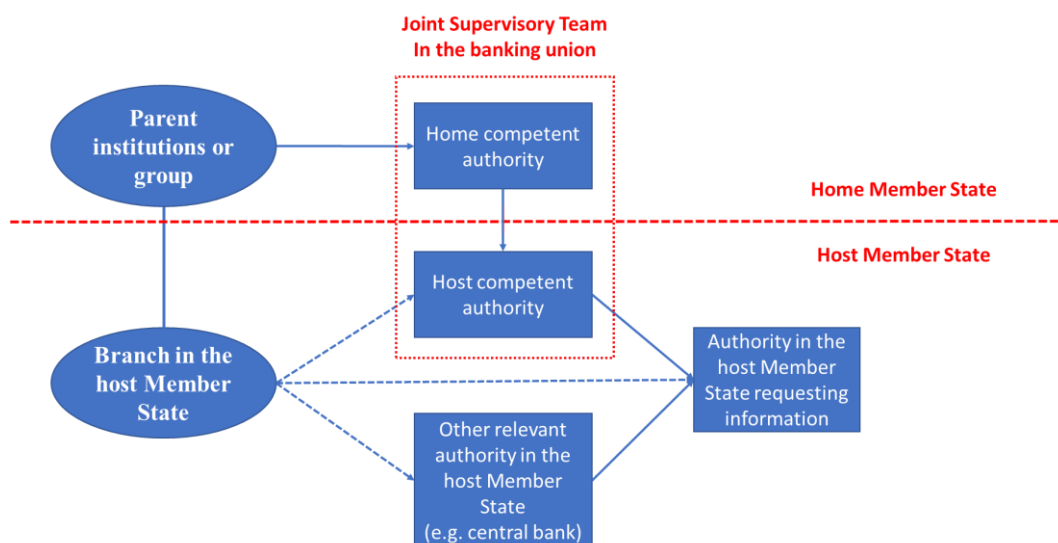 Joint Supervisory Team
In the banking union
Parent
institutions or
group
Home competent
authority
Home Member State
Host Member State
Host competent
authority
Branch in the
host Member
State
Authority in the
host Member
State requesting
information
Other relevant
authority in the
host Member
State
(e.g. central bank)